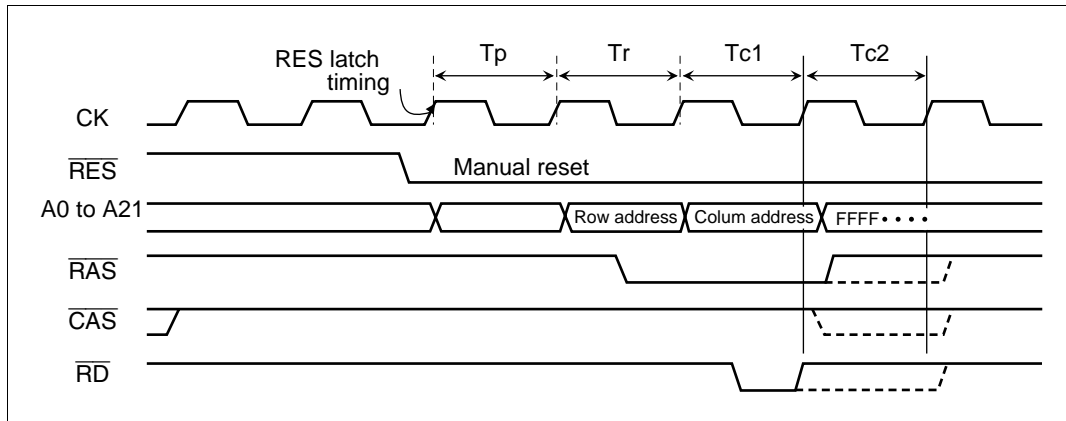 RES latch timing
Tp
Tr
Tc1
Tc2
CK
RES
Manual reset
A0 to A21
Row address
Colum address
FFFF • • • •
RAS
CAS
RD